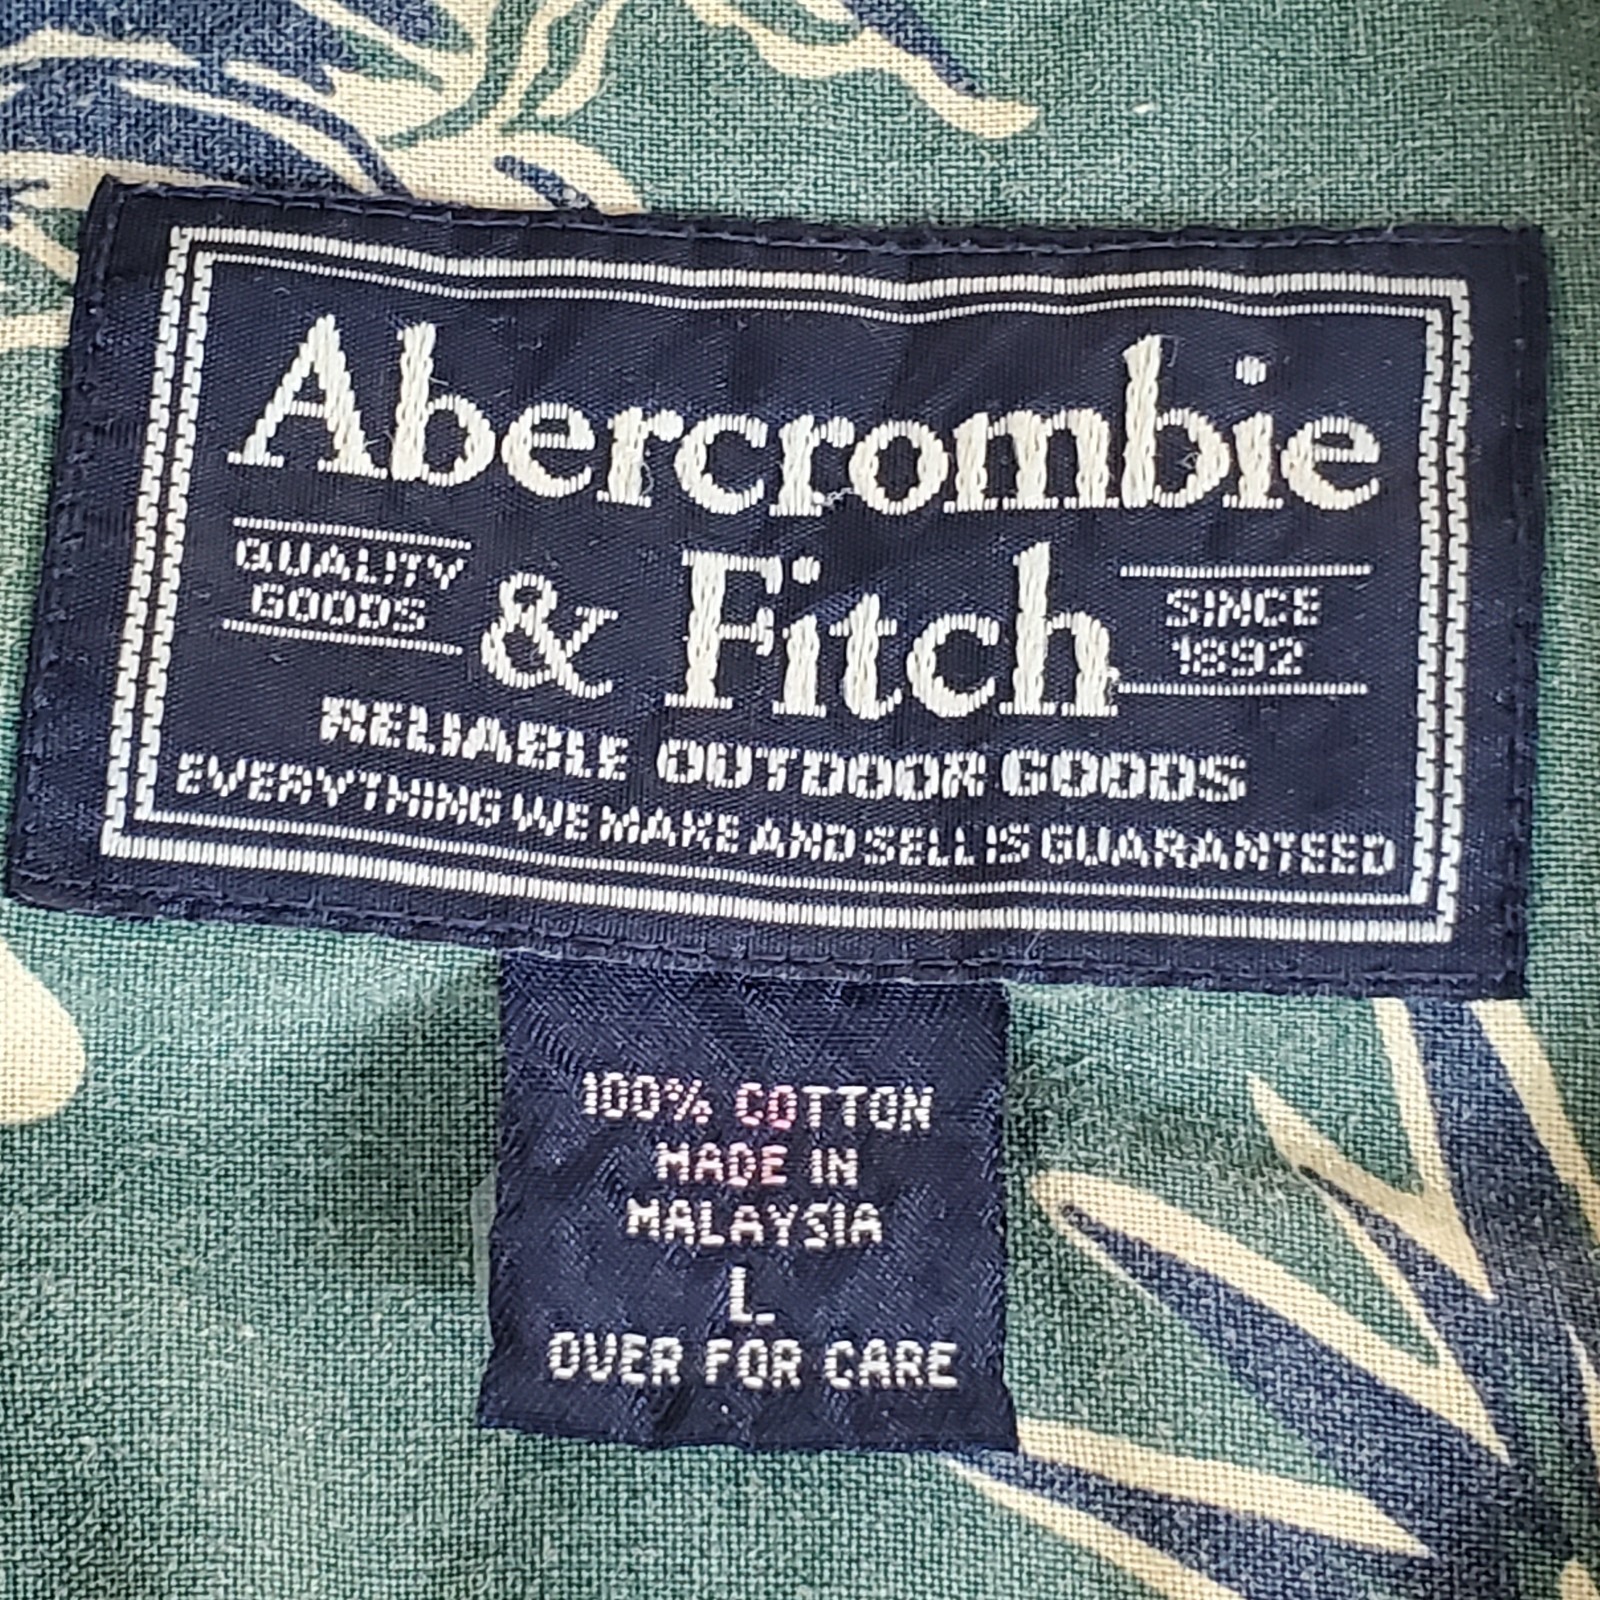 Abercrombie
QUALITY
GOODS
& Fitch
SINCE
1892
RELIABLE OUTDOOR GOODS
EVERYTHING WE MAKE AND SELL IS GUARANTEED
100% COTTON
MADE IN
MALAYSIA
L
OVER FOR CARE